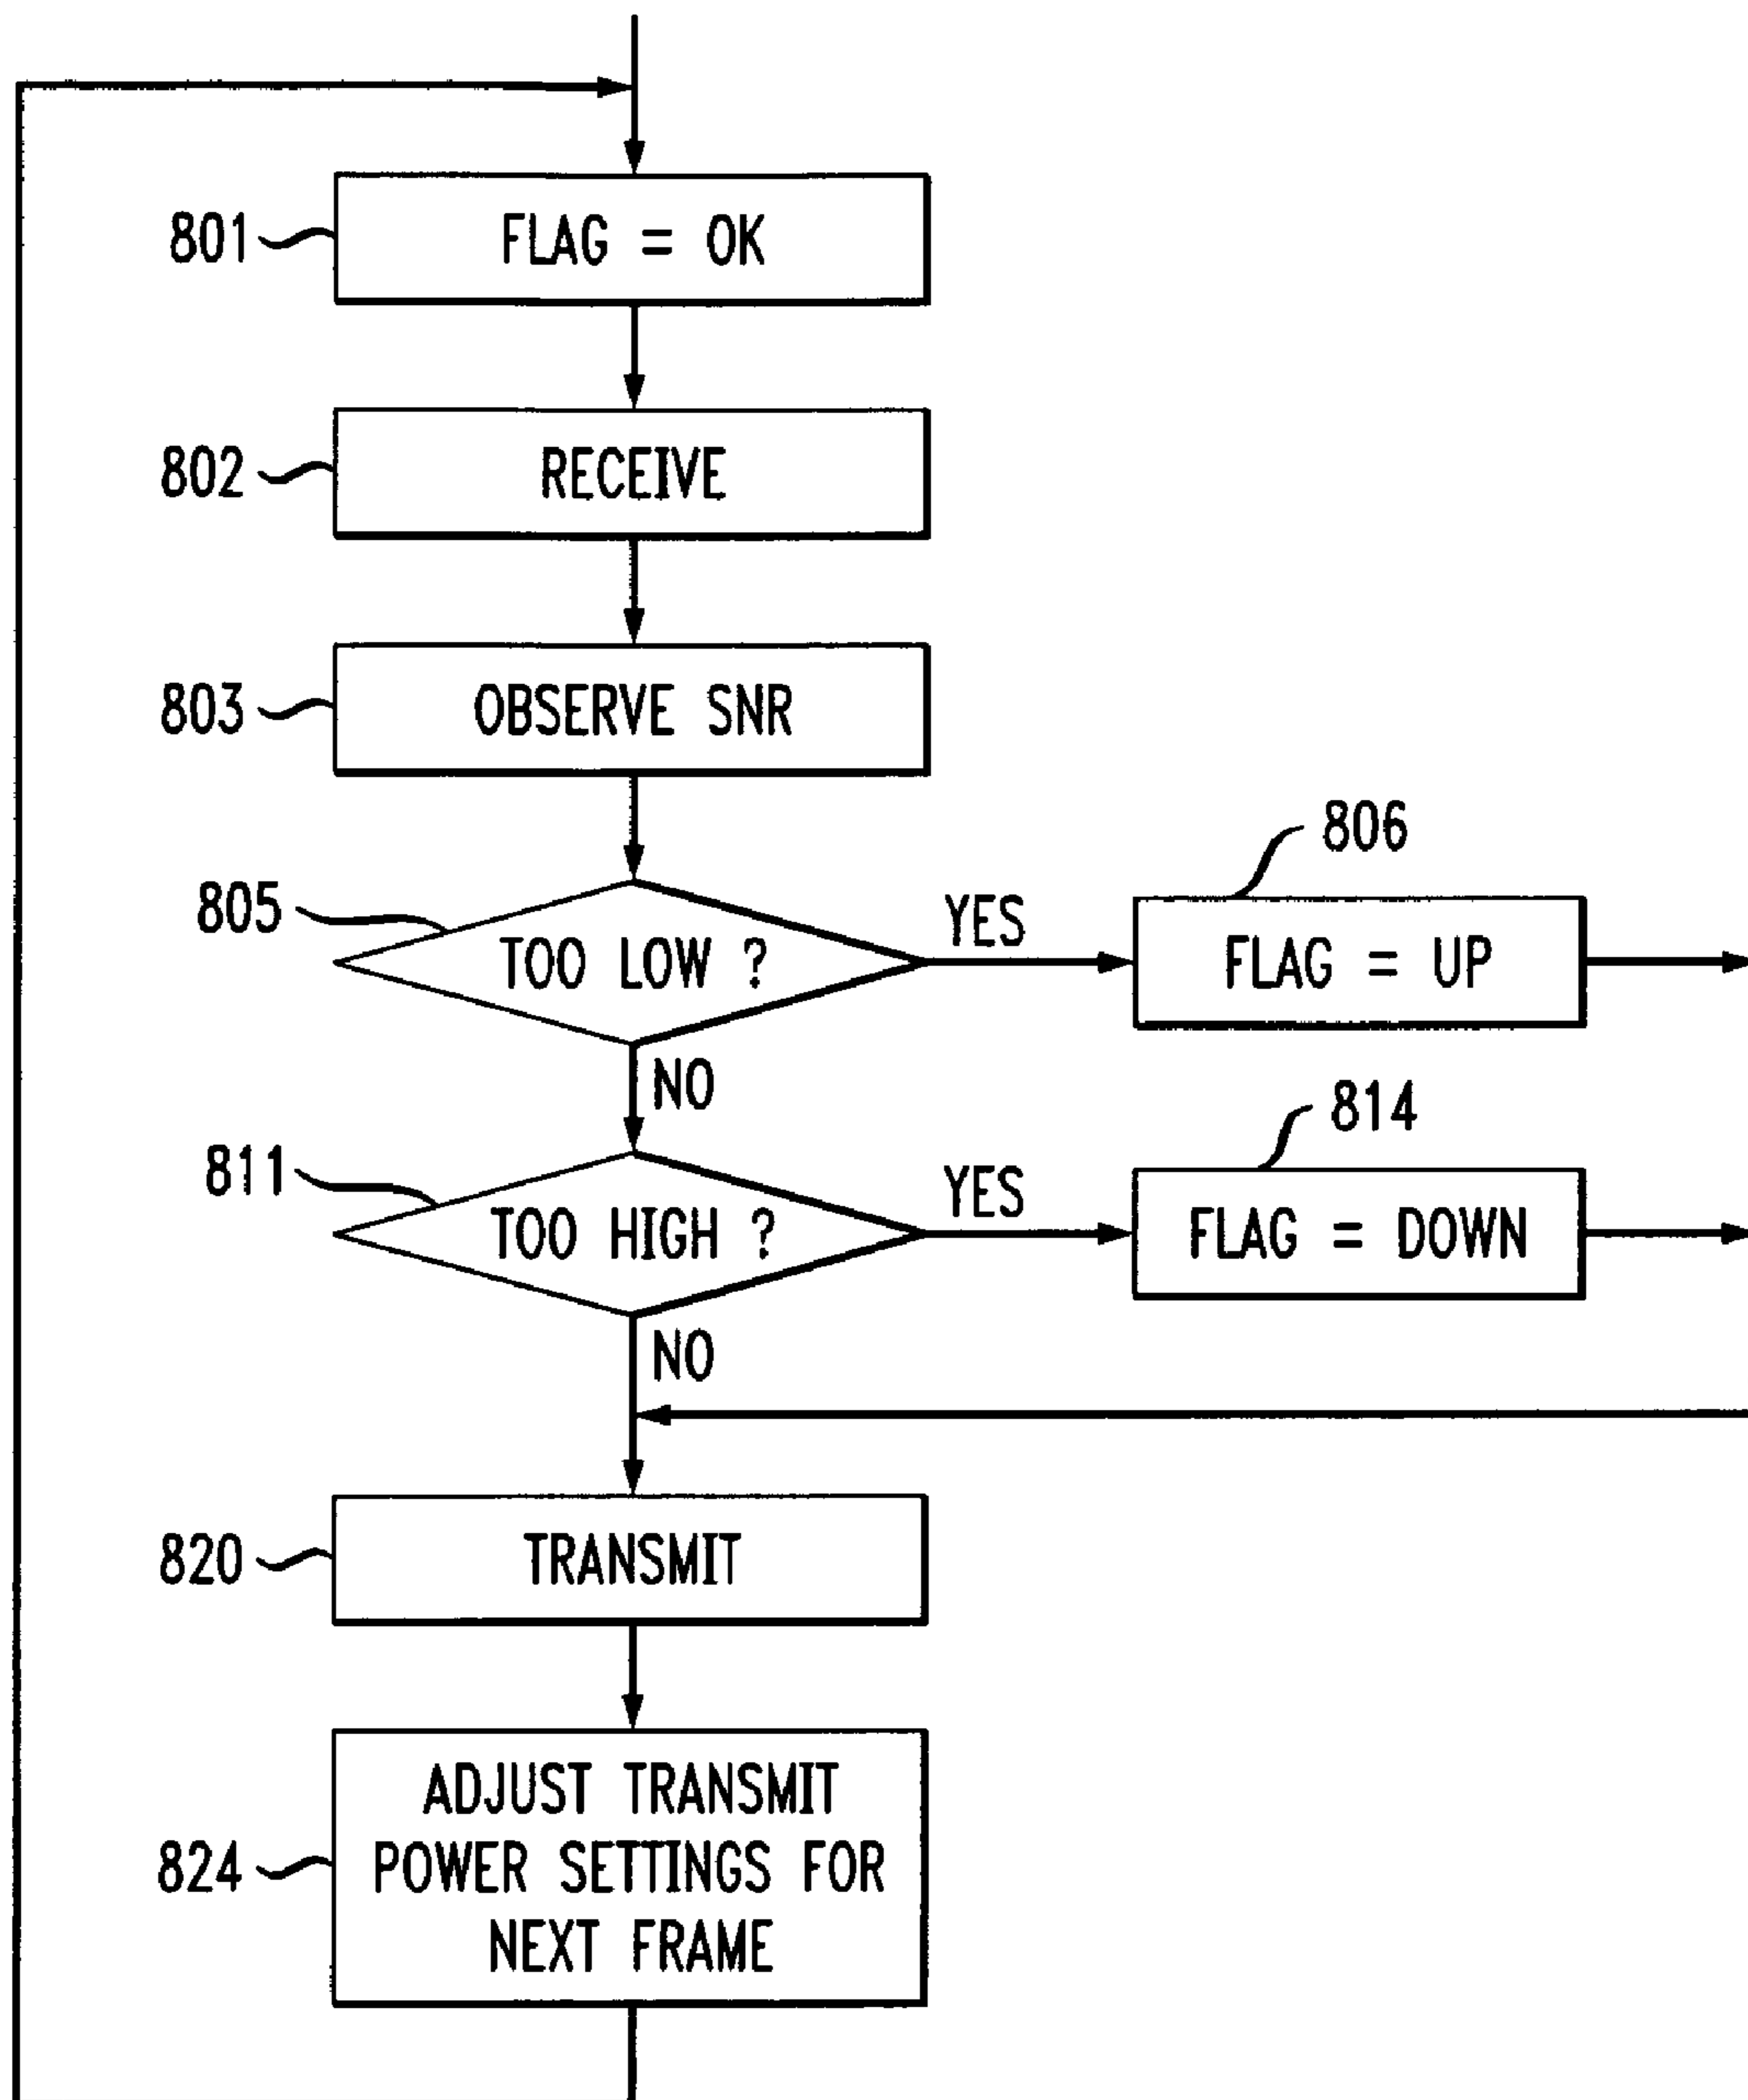 801
FLAG = OK
802
RECEIVE
803
OBSERVE SNR
805
TOO LOW ?
YES
806
FLAG = UP
NO
811
TOO HIGH ?
YES
814
FLAG = DOWN
NO
820
TRANSMIT
824
ADJUST TRANSMIT
POWER SETTINGS FOR
NEXT FRAME